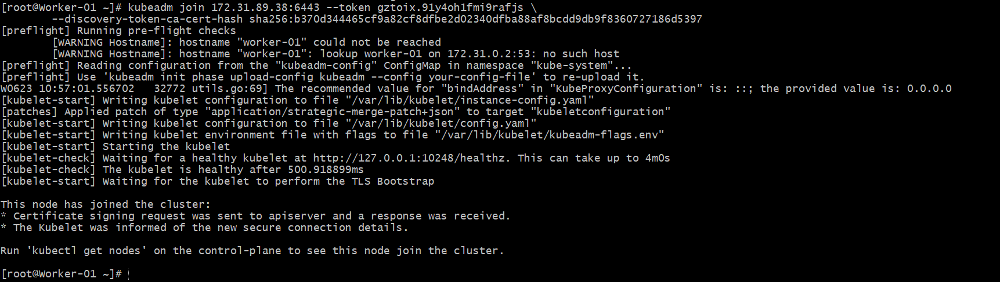 [root@Worker-01 ~]# kubeadm join 172.31.89.38:6443 --token gztoix.91y4oh1fmi9rafjs \
        --discovery-token-ca-cert-hash sha256:b370d344465cf9a82cf8dfbe2d02340dfba88af8bcdd9db9f8360727186d5397
[preflight] Running pre-flight checks
        [WARNING Hostname]: hostname "worker-01" could not be reached
        [WARNING Hostname]: hostname "worker-01": lookup worker-01 on 172.31.0.2:53: no such host
[preflight] Reading configuration from the "kubeadm-config" ConfigMap in namespace "kube-system"...
[preflight] Use 'kubeadm init phase upload-config kubeadm --config your-config-file' to re-upload it.
W0623 10:57:01.556702   32772 utils.go:69] The recommended value for "bindAddress" in "KubeProxyConfiguration" is: ::; the provided value is: 0.0.0.0
[kubelet-start] Writing kubelet configuration to file "/var/lib/kubelet/instance-config.yaml"
[patches] Applied patch of type "application/strategic-merge-patch+json" to target "kubeletconfiguration"
[kubelet-start] Writing kubelet configuration to file "/var/lib/kubelet/config.yaml"
[kubelet-start] Writing kubelet environment file with flags to file "/var/lib/kubelet/kubeadm-flags.env"
[kubelet-start] Starting the kubelet
[kubelet-check] Waiting for a healthy kubelet at http://127.0.0.1:10248/healthz. This can take up to 4m0s
[kubelet-check] The kubelet is healthy after 500.918899ms
[kubelet-start] Waiting for the kubelet to perform the TLS Bootstrap

This node has joined the cluster:
* Certificate signing request was sent to apiserver and a response was received.
* The Kubelet was informed of the new secure connection details.

Run 'kubectl get nodes' on the control-plane to see this node join the cluster.

[root@Worker-01 ~]#